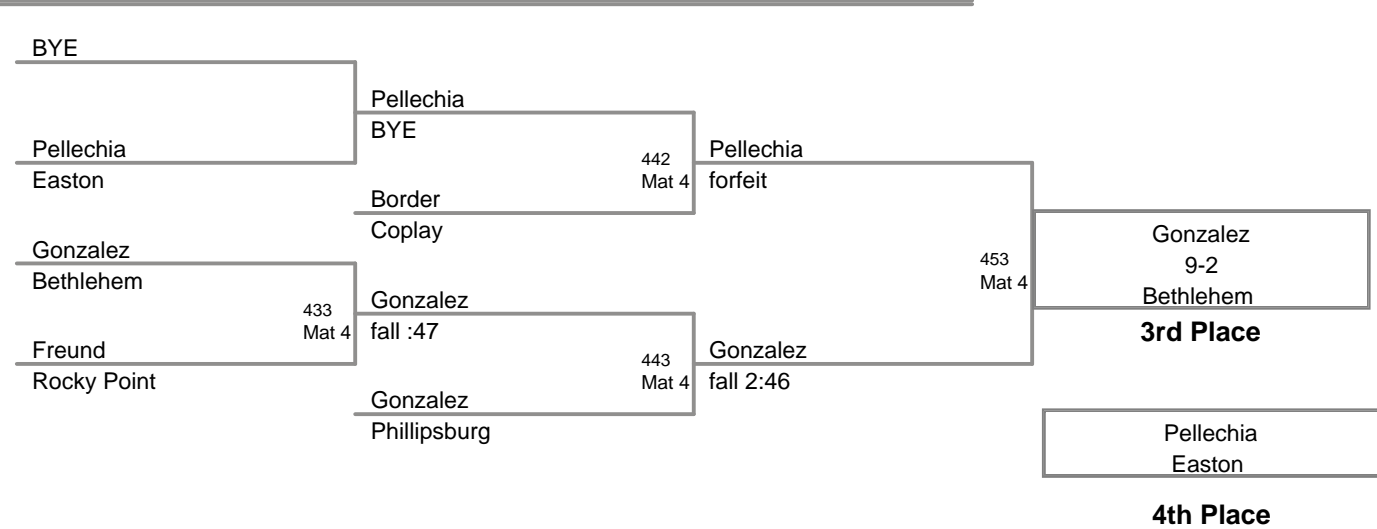 BYE
Pellechia
BYE
Pellechia
Easton
442
Mat 4
Pellechia
forfeit
Border
Coplay
Gonzalez
Bethlehem
433
Mat 4
Gonzalez
fall :47
Freund
Rocky Point
443
Mat 4
Gonzalez
fall 2:46
Gonzalez
Phillipsburg
453
Mat 4
Gonzalez
9-2
Bethlehem
3rd Place
Pellechia
Easton
4th Place